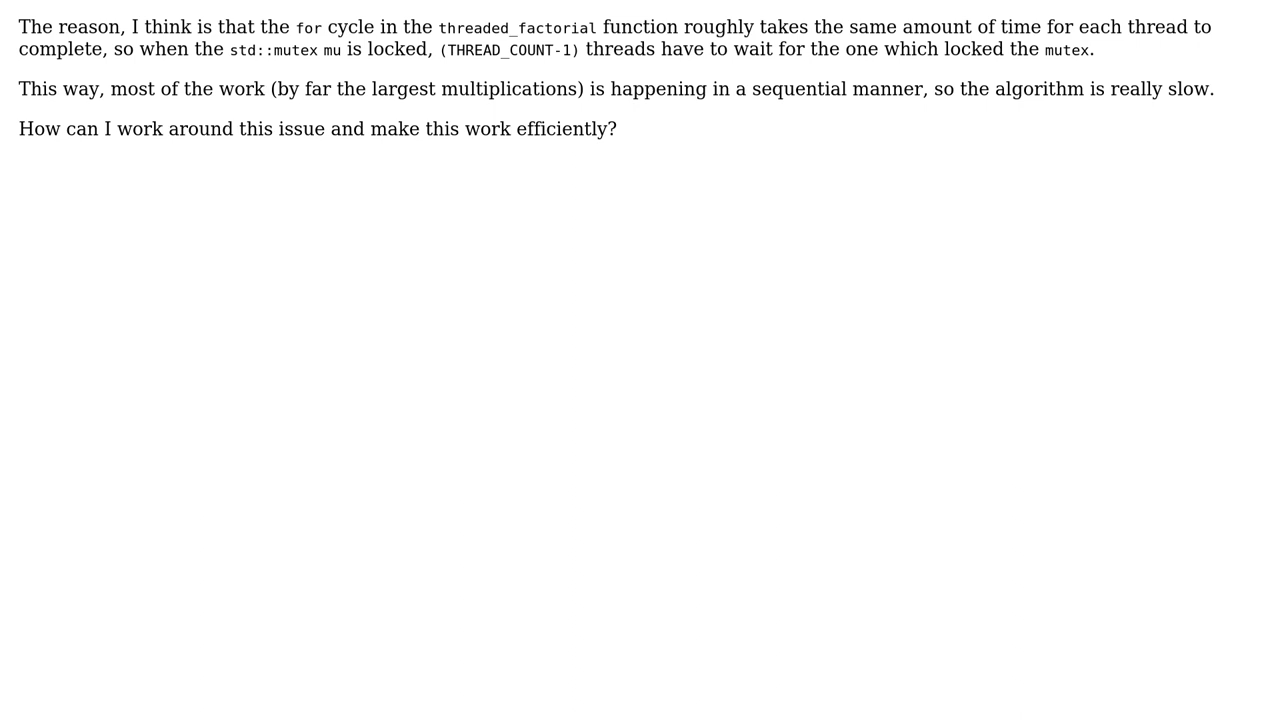 The reason, I think is that the for cycle in the threaded_factorial function roughly takes the same amount of time for each thread to
complete, so when the std::mutex mu is locked, (THREAD_COUNT-1) threads have to wait for the one which locked the mutex.
This way, most of the work (by far the largest multiplications) is happening in a sequential manner, so the algorithm is really slow.
How can I work around this issue and make this work efficiently?